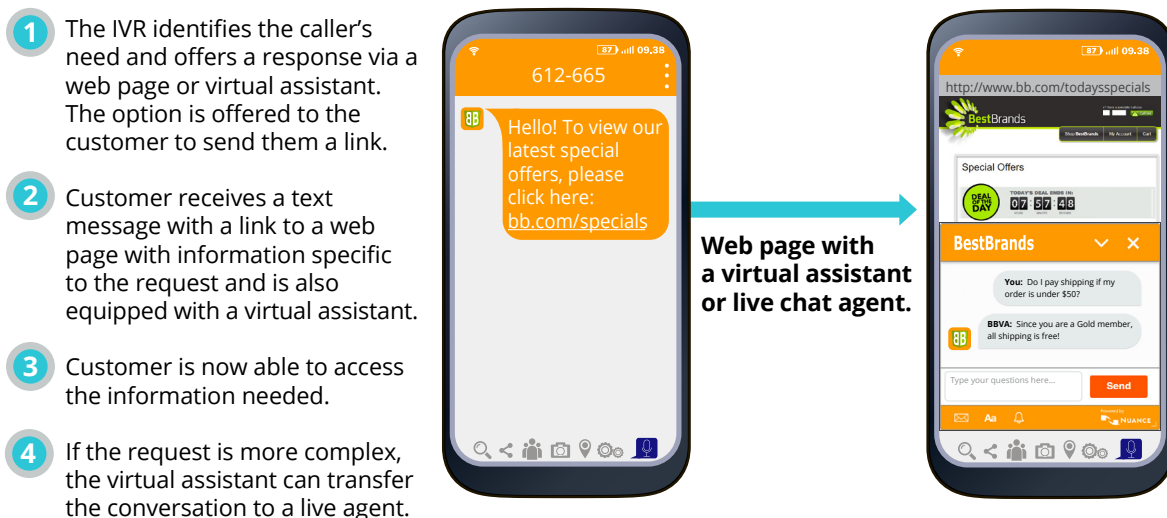 1
The IVR identifies the caller's
need and offers a response via a
web page or virtual assistant.
The option is offered to the
customer to send them a link.
2
Customer receives a text
message with a link to a web
page with information specific
to the request and is also
equipped with a virtual assistant.
3
Customer is now able to access
the information needed.
4
If the request is more complex,
the virtual assistant can transfer
the conversation to a live agent.
87 09.38
612-665
BB
Hello! To view our
latest special
offers, please
click here:
bb.com/specials
Web page with
a virtual assistant
or live chat agent.
87 09.38
http://www.bb.com/todaysspecials
BestBrands
Shop BestBrands My Account Cart
Special Offers
DEAL
OF THE
DAY
TODAY'S DEAL ENDS IN:
07:57:48
BestBrands
You: Do I pay shipping if my
order is under $50?
BB
BBVA: Since you are a Gold member,
all shipping is free!
Type your questions here...
Send
Aa
Powered by
NUANCE